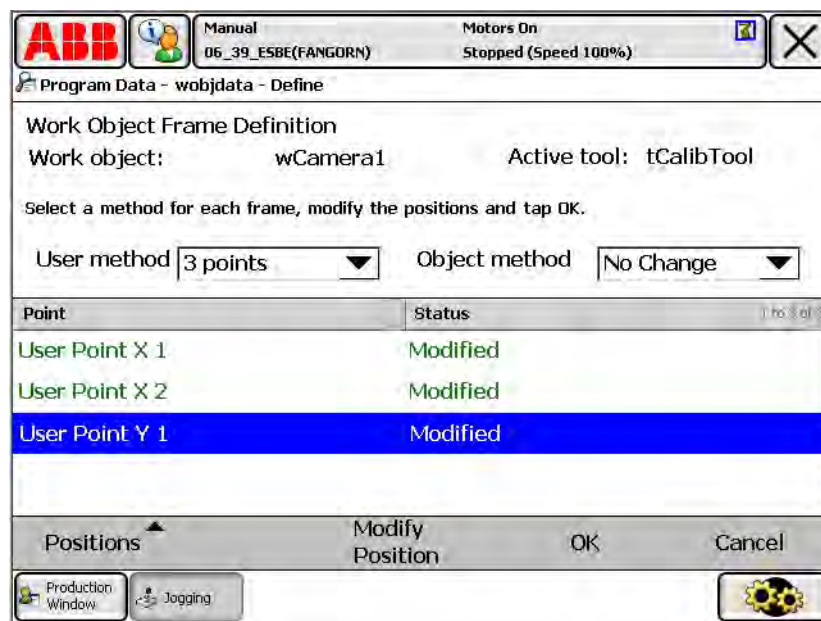 ABB
Manual
06_39_ESBE(FANGORN)
Motors On
Stopped (Speed 100%)
Program Data - wobjdata - Define
Work Object Frame Definition
Work object: wCamera1 Active tool: tCalibTool
Select a method for each frame, modify the positions and tap OK.
User method 3 points Object method No Change
Point Status
User Point X 1 Modified
User Point X 2 Modified
User Point Y 1 Modified
Positions Modify Position OK Cancel
Production Window
Jogging